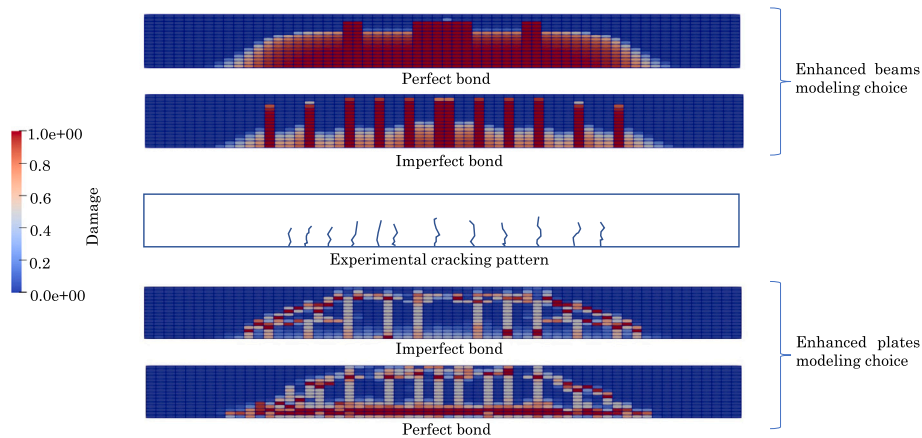 Perfect bond
Enhanced beams
modeling choice
Imperfect bond
1.0e+00
0.8
0.6
0.4
0.2
0.0e+00
Damage
Experimental cracking pattern
Imperfect bond
Enhanced plates
modeling choice
Perfect bond